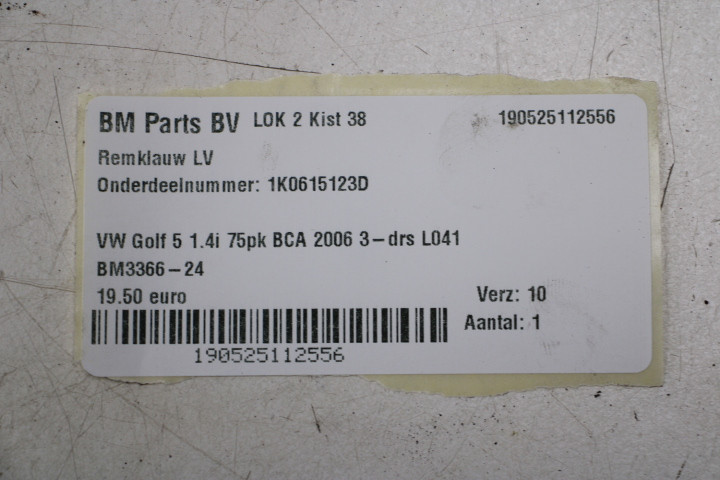 BM Parts BV LOK 2 Kist 38 190525112556
Remklauw LV
Onderdeelnummer: 1K0615123D
VW Golf 5 1.4i 75pk BCA 2006 3-drs L041
BM3366-24
19.50 euro Verz: 10
Aantal: 1
190525112556